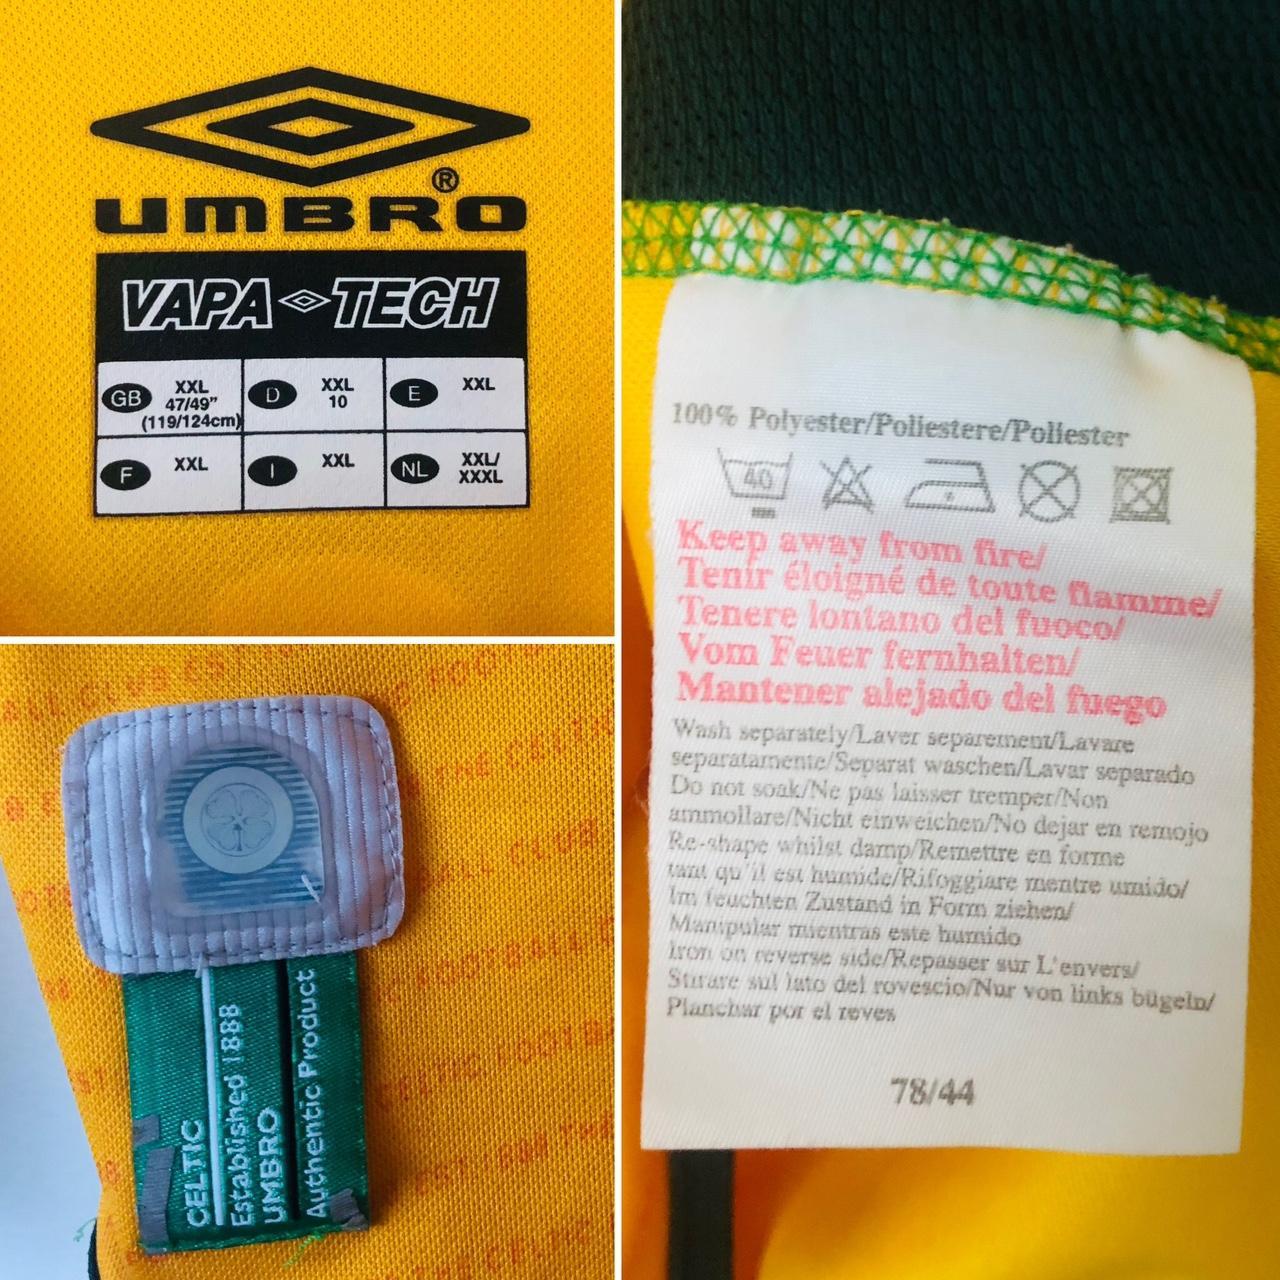 ®
UMBRO
VAPA TECH
GB XXL 47/49" (119/124cm)
D XXL 10
E XXL
F XXL
I XXL
NL XXL/ XXXL
CELTIC
Established 1888
UMBRO
Authentic Product
100% Polyester/Poliestere/Poliester
40
Keep away from fire/
Tenir éloigné de toute flamme/
Tenere lontano del fuoco/
Vom Feuer fernhalten/
Mantener alejado del fuego
Wash separately/Laver separement/Lavare
separatamente/Separat waschen/Lavar separado
Do not soak/Ne pas laisser tremper/Non
ammollare/Nicht einweichen/No dejar en remojo
Re-shape whilst damp/Remettre en forme
tant qu'il est humide/Rifoggiare mentre umido/
Im feuchten Zustand in Form ziehen/
Manipular mientras este humido
Iron on reverse side/Repasser sur L'envers/
Stirare sul lato del rovescio/Nur von links bügeln/
Planchar por el reves
78/44